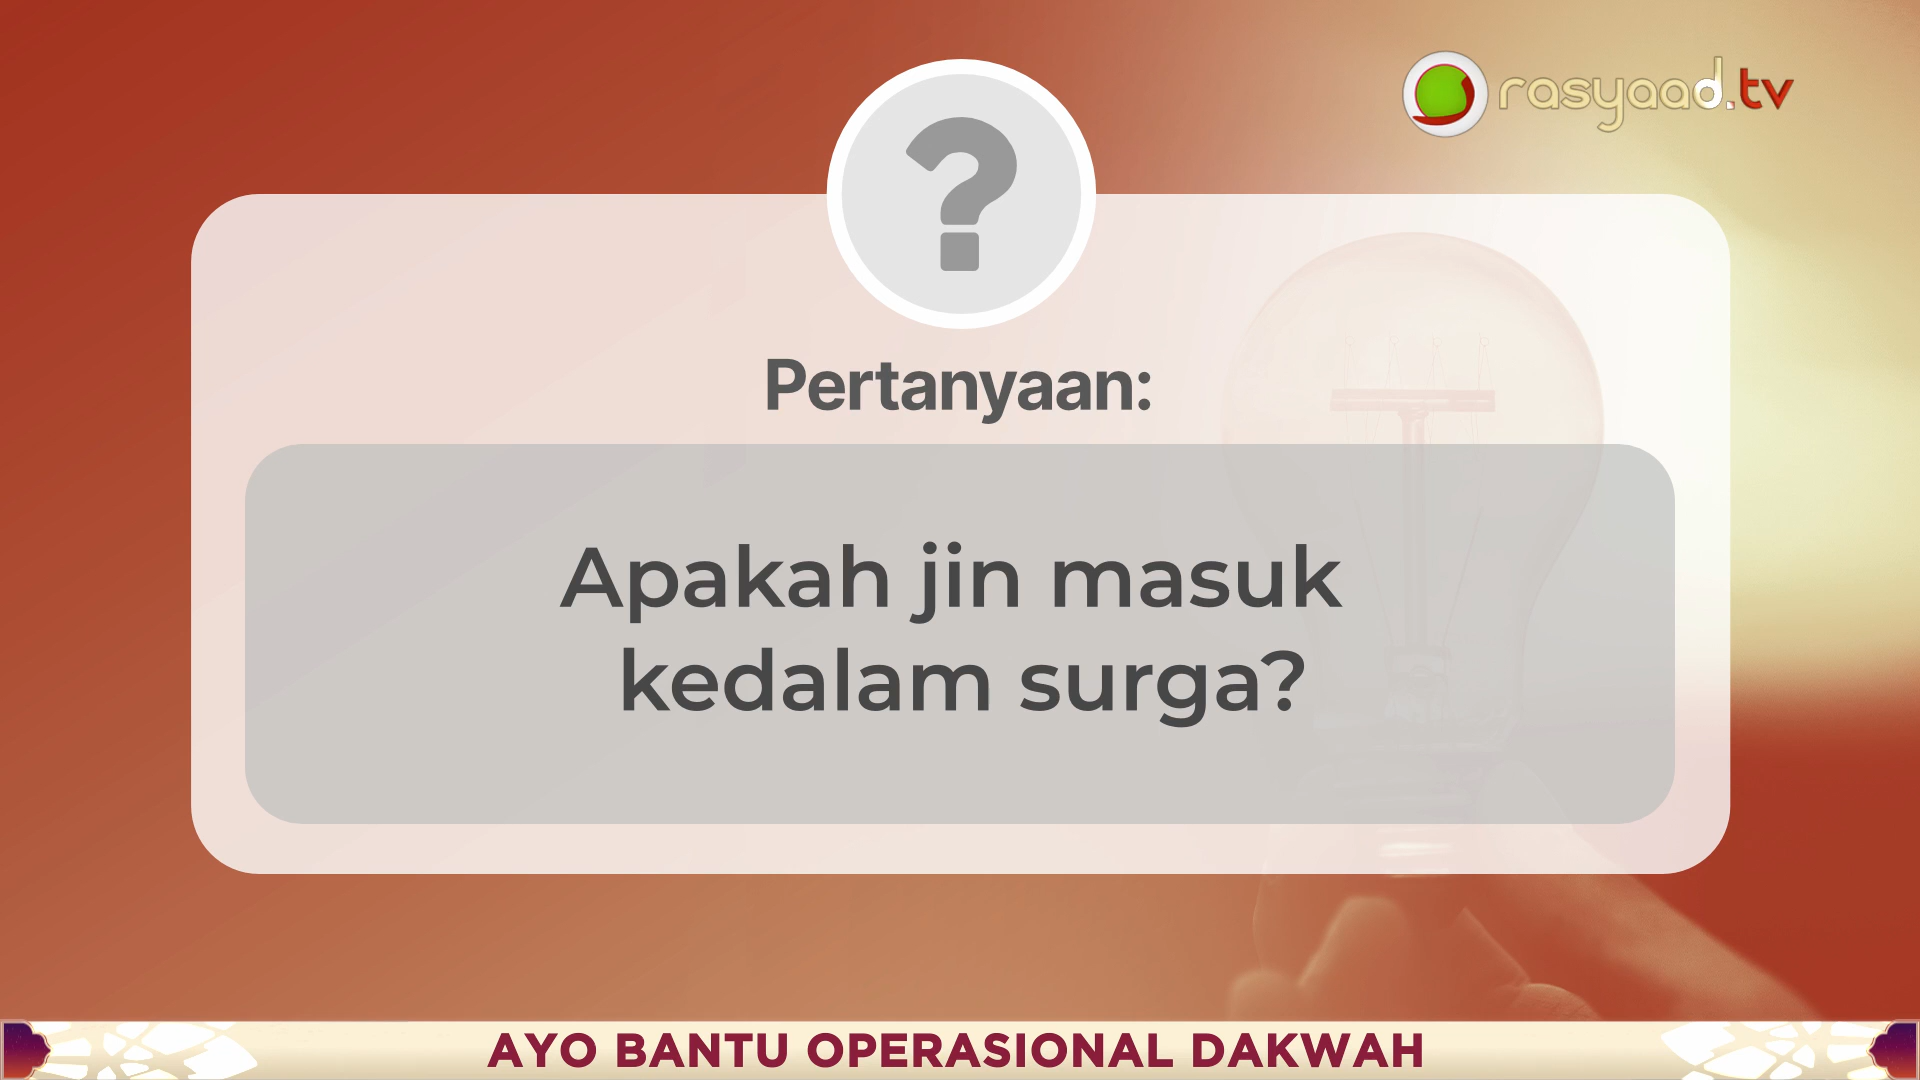 rasyaad.tv
?
Pertanyaan:
Apakah jin masuk
kedalam surga?
AYO BANTU OPERASIONAL DAKWAH